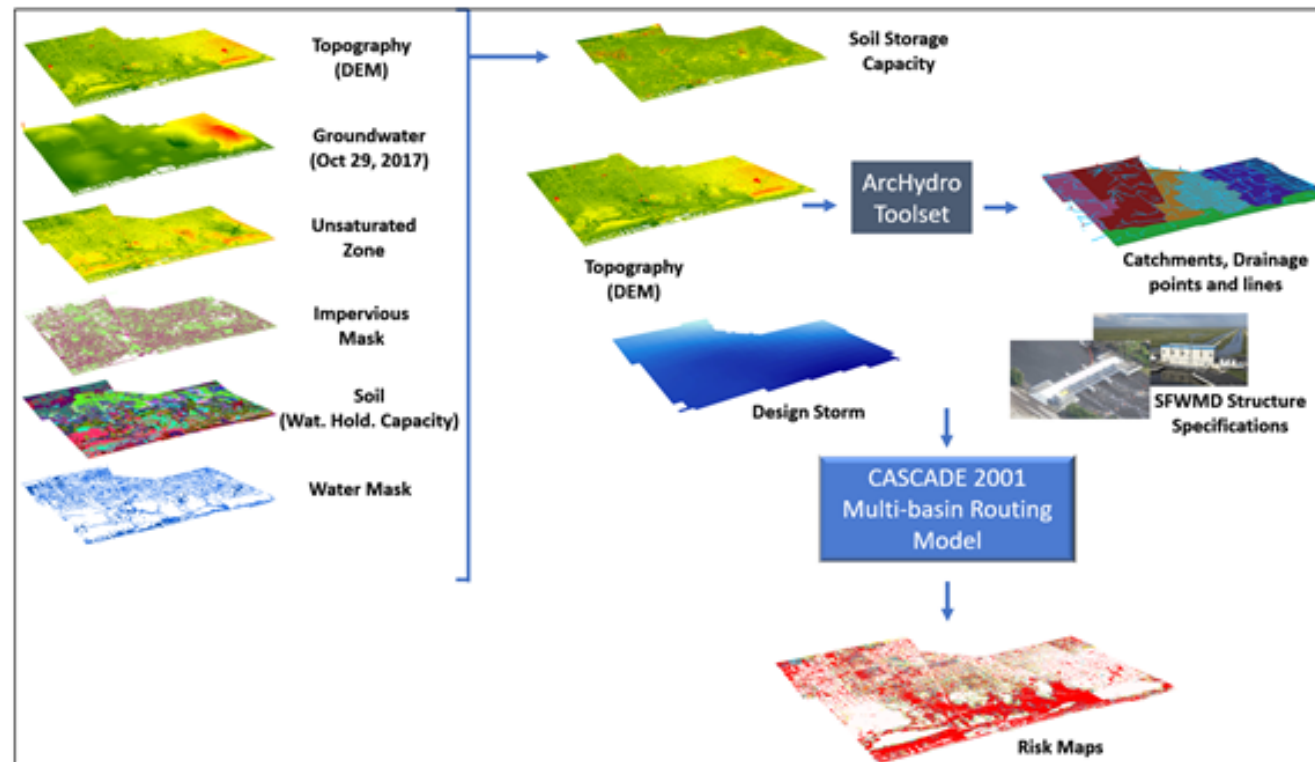 Topography
(DEM)
Groundwater
(Oct 29, 2017)
Unsaturated
Zone
Impervious
Mask
Soil
(Wat. Hold. Capacity)
Water Mask
Soil Storage
Capacity
Topography
(DEM)
ArcHydro
Toolset
Catchments, Drainage
points and lines
Design Storm
SFWMD Structure
Specifications
CASCADE 2001
Multi-basin Routing
Model
Risk Maps